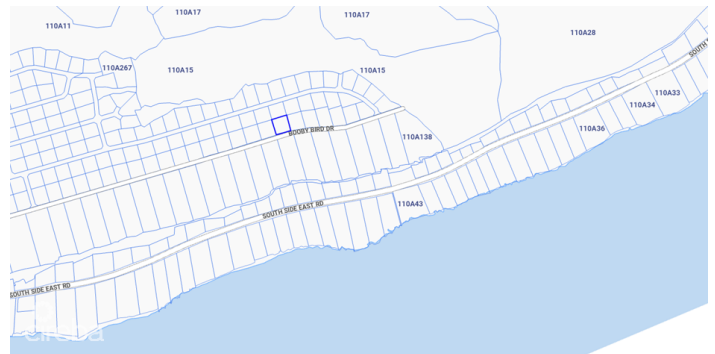 110A17
110A17
110A11
110A28
110A267
110A15
110A15
110A33
110A34
BOOBY BIRD DR
110A36
110A138
110A43
SOUTH SIDE EAST RD
SOUTH SIDE EAST RD
cireba